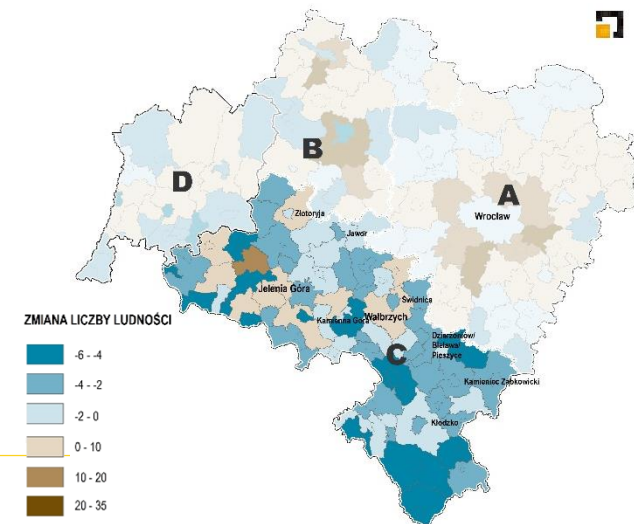 B
D
A
Złotoryja
Wrocław
Jawor
Jelenia Góra
Świdnica
ZMIANA LICZBY LUDNOŚCI
Kamienna Góra
Wałbrzych
Dzierżoniów/
Bielawa/
Pieszyce
C
-6 - -4
Kamieniec Ząbkowicki
-4 - -2
-2 - 0
Kłodzko
0 - 10
10 - 20
20 - 35